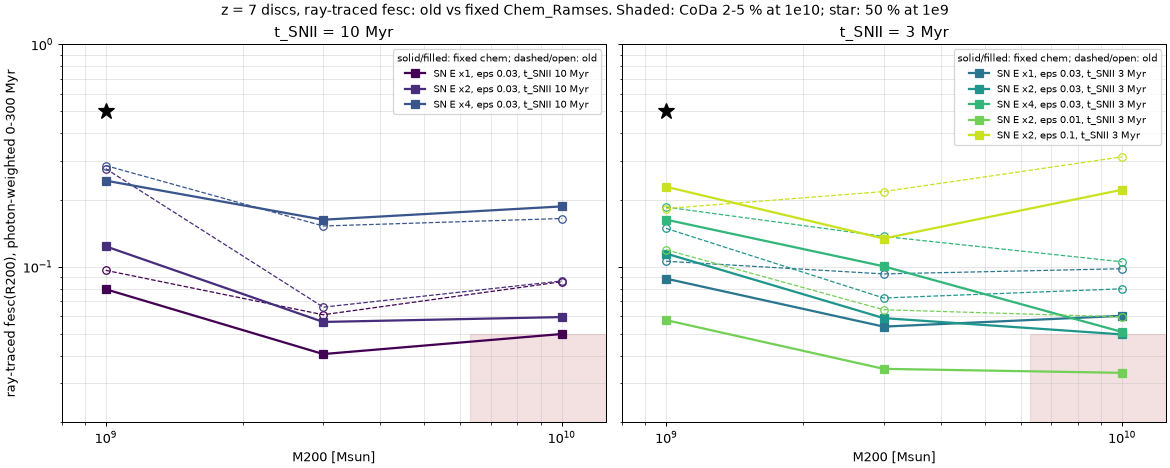 z = 7 discs, ray-traced fesc: old vs fixed Chem_Ramses. Shaded: CoDa 2-5 % at 1e10; star: 50 % at 1e9
t_SNII = 10 Myr
t_SNII = 3 Myr
ray-traced fesc(R200), photon-weighted 0-300 Myr
10⁰
10⁻¹
solid/filled: fixed chem; dashed/open: old
SN E x1, eps 0.03, t_SNII 10 Myr
SN E x2, eps 0.03, t_SNII 10 Myr
SN E x4, eps 0.03, t_SNII 10 Myr
solid/filled: fixed chem; dashed/open: old
SN E x1, eps 0.03, t_SNII 3 Myr
SN E x2, eps 0.03, t_SNII 3 Myr
SN E x4, eps 0.03, t_SNII 3 Myr
SN E x2, eps 0.01, t_SNII 3 Myr
SN E x2, eps 0.1, t_SNII 3 Myr
10⁹
10¹⁰
10⁹
10¹⁰
M200 [Msun]
M200 [Msun]